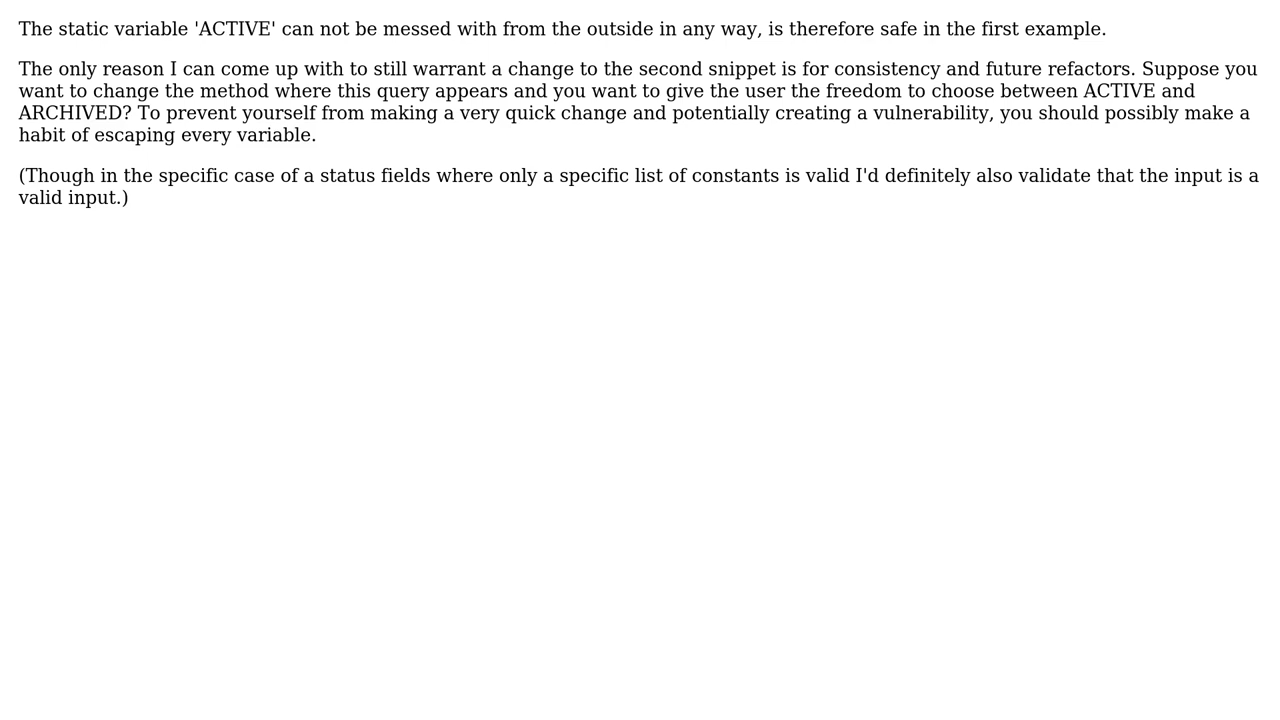 The static variable 'ACTIVE' can not be messed with from the outside in any way, is therefore safe in the first example.
The only reason I can come up with to still warrant a change to the second snippet is for consistency and future refactors. Suppose you
want to change the method where this query appears and you want to give the user the freedom to choose between ACTIVE and
ARCHIVED? To prevent yourself from making a very quick change and potentially creating a vulnerability, you should possibly make a
habit of escaping every variable.
(Though in the specific case of a status fields where only a specific list of constants is valid I'd definitely also validate that the input is a
valid input.)